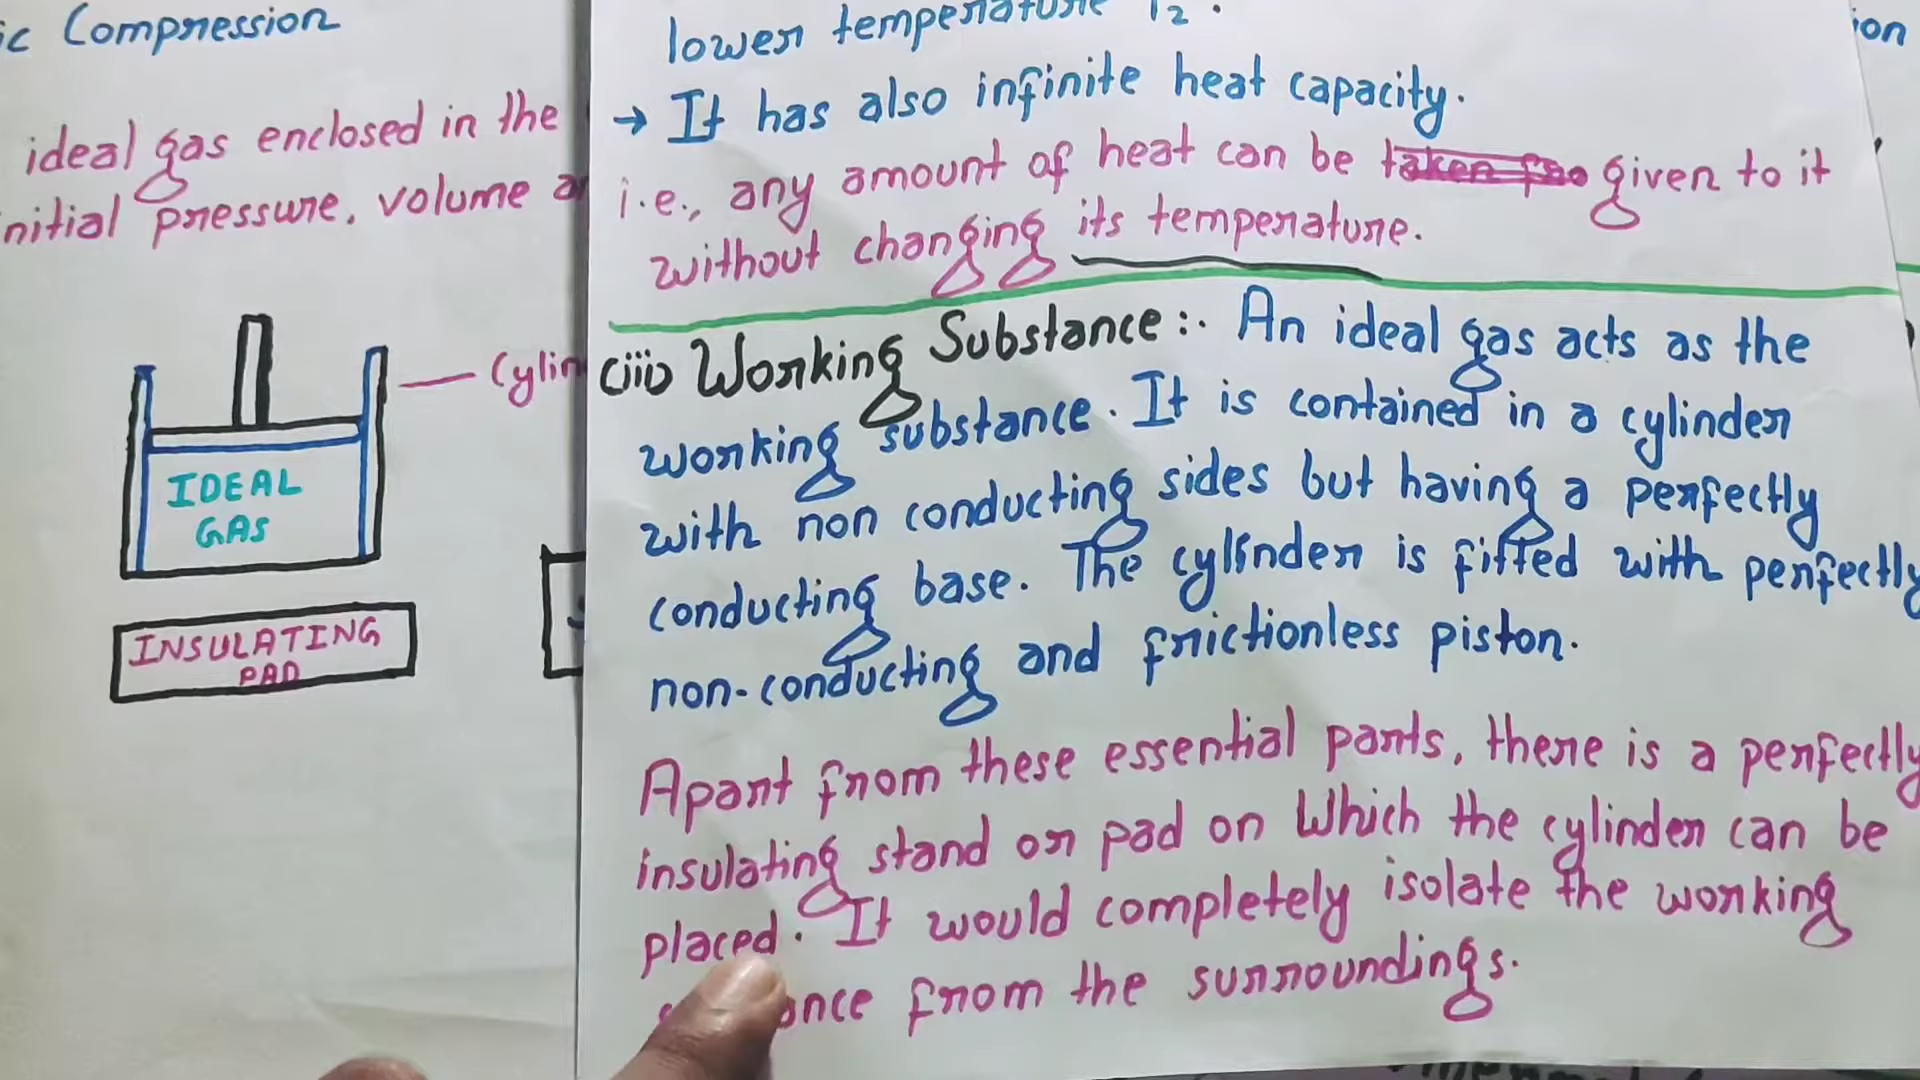 ic Compression
ideal gas enclosed in the
nitial pressure, volume a
Cylin
IDEAL
GAS
INSULATING
PAD
lower temperature T₂.
→ It has also infinite heat capacity.
i.e., any amount of heat can be given to it
without changing its temperature.
(iii) Working Substance:. An ideal gas acts as the
working substance. It is contained in a cylinder
with non conducting sides but having a perfectly
conducting base. The cylinder is fitted with perfectly
non-conducting and frictionless piston.
Apart from these essential parts, there is a perfectly
insulating stand or pad on Which the cylinder can be
placed. It would completely isolate the working
ance from the surroundings.
ion